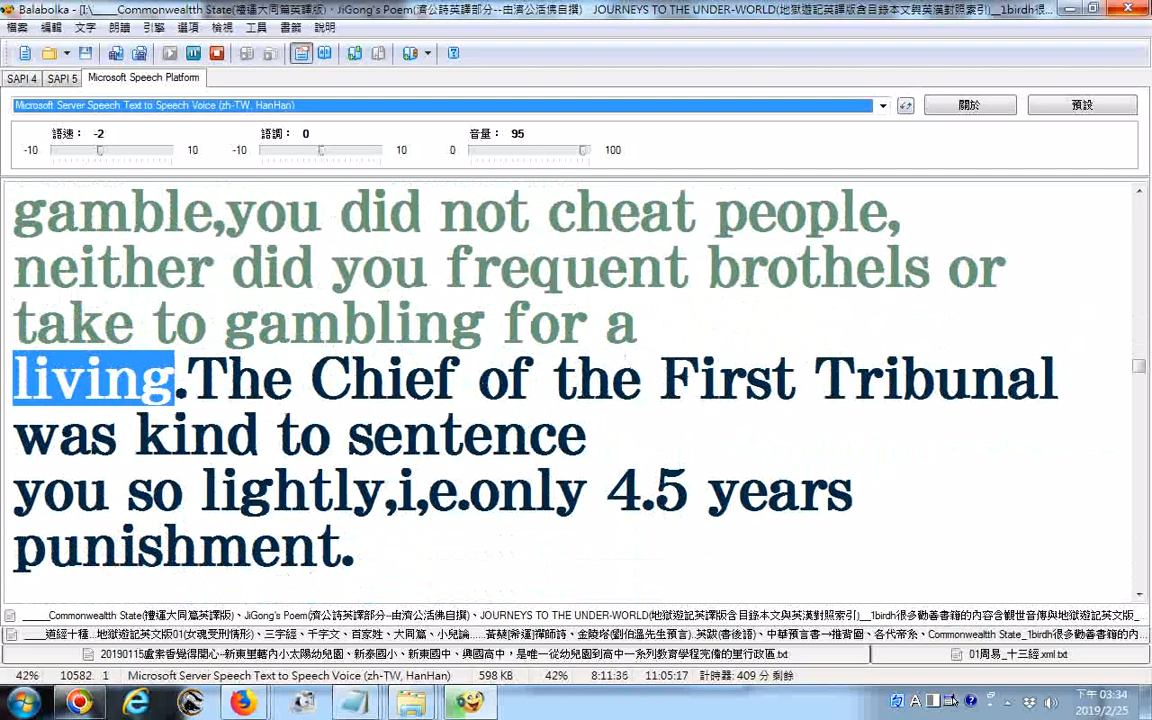 Balabolka - [I:\_____Commonwealth State(禮運大同篇英譯版)、JiGong's Poem(濟公詩英譯部分--由濟公活佛自撰) JOURNEYS TO THE UNDER-WORLD(地獄遊記英譯版含目錄本文與英漢對照索引)__1birdh很...
檔案 編輯 文字 朗讀 引擎 選項 檢視 工具 書籤 說明
SAPI 4 SAPI 5 Microsoft Speech Platform
Microsoft Server Speech Text to Speech Voice (zh-TW, HanHan) 關於 預設
語速： -2 語調： 0 音量： 95
-10 10 -10 10 0 100
gamble,you did not cheat people,
neither did you frequent brothels or
take to gambling for a
living.The Chief of the First Tribunal
was kind to sentence
you so lightly,i,e.only 4.5 years
punishment.
_____Commonwealth State(禮運大同篇英譯版)、JiGong's Poem(濟公詩英譯部分--由濟公活佛自撰)、JOURNEYS TO THE UNDER-WORLD(地獄遊記英譯版含目錄本文與英漢對照索引)__1birdh很多勸善書籍的內容含觀世音傳與地獄遊記英文版_
_____道經十種...地獄遊記英文版01(女魂受刑情形)、三字經、千字文、百家姓、大同篇、小兒論......黃蘗[希運]禪師詩、金陵塔(劉伯溫先生預言)、中華預言書一推背圖、各代帝系、Commonwealth State_1birdh很多勸善書籍的內...
20190115盧案昏覺得開心--新東里轄內小太陽幼兒園、新泰國小、新東國中、興國高中，是唯一從幼兒園到高中一系列教育學程完備的里行政區.txt 01周易_十三經.xml.txt
42% 10582. 1 Microsoft Server Speech Text to Speech Voice (zh-TW, HanHan) 598 KB 42% 8:11:36 11:05:17 計時器: 409 分 剩餘
下午 03:34
2019/2/25